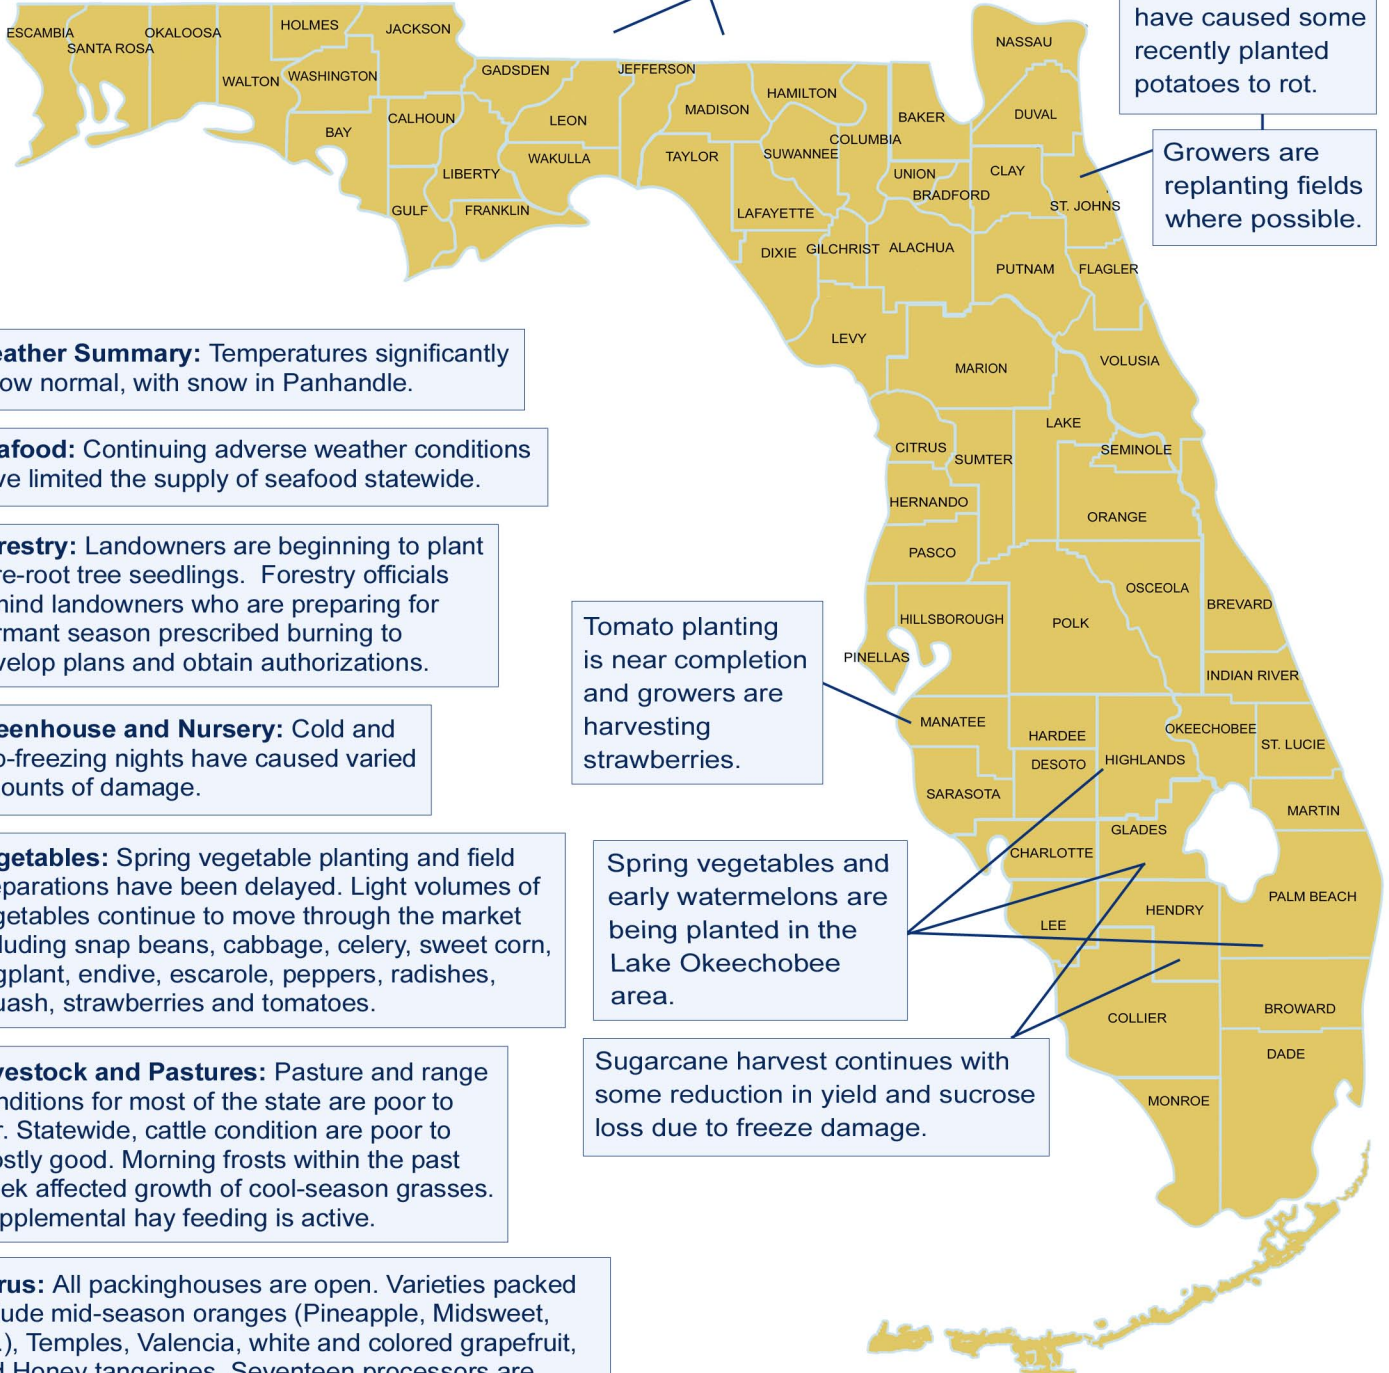 have caused some
recently planted
potatoes to rot.
Growers are
replanting fields
where possible.
ESCAMBIA
SANTA ROSA
OKALOOSA
HOLMES
JACKSON
WALTON
WASHINGTON
BAY
CALHOUN
GULF
LIBERTY
FRANKLIN
GADSDEN
LEON
WAKULLA
JEFFERSON
MADISON
TAYLOR
HAMILTON
SUWANNEE
LAFAYETTE
DIXIE
COLUMBIA
GILCHRIST
BAKER
UNION
BRADFORD
ALACHUA
NASSAU
DUVAL
CLAY
ST. JOHNS
PUTNAM
FLAGLER
LEVY
MARION
VOLUSIA
LAKE
CITRUS
SUMTER
SEMINOLE
HERNANDO
ORANGE
PASCO
OSCEOLA
BREVARD
HILLSBOROUGH
POLK
PINELLAS
INDIAN RIVER
MANATEE
HARDEE
OKEECHOBEE
ST. LUCIE
DESOTO
HIGHLANDS
SARASOTA
MARTIN
GLADES
CHARLOTTE
PALM BEACH
HENDRY
LEE
COLLIER
BROWARD
DADE
MONROE
eather Summary: Temperatures significantly
ow normal, with snow in Panhandle.
afood: Continuing adverse weather conditions
ve limited the supply of seafood statewide.
restry: Landowners are beginning to plant
re-root tree seedlings. Forestry officials
mind landowners who are preparing for
rmant season prescribed burning to
velop plans and obtain authorizations.
eenhouse and Nursery: Cold and
o-freezing nights have caused varied
ounts of damage.
getables: Spring vegetable planting and field
eparations have been delayed. Light volumes of
getables continue to move through the market
luding snap beans, cabbage, celery, sweet corn,
gplant, endive, escarole, peppers, radishes,
uash, strawberries and tomatoes.
vestock and Pastures: Pasture and range
nditions for most of the state are poor to
r. Statewide, cattle condition are poor to
ostly good. Morning frosts within the past
eek affected growth of cool-season grasses.
pplemental hay feeding is active.
rus: All packinghouses are open. Varieties packed
lude mid-season oranges (Pineapple, Midsweet,
.), Temples, Valencia, white and colored grapefruit,
d Honey tangerines. Seventeen processors are
Tomato planting
is near completion
and growers are
harvesting
strawberries.
Spring vegetables and
early watermelons are
being planted in the
Lake Okeechobee
area.
Sugarcane harvest continues with
some reduction in yield and sucrose
loss due to freeze damage.